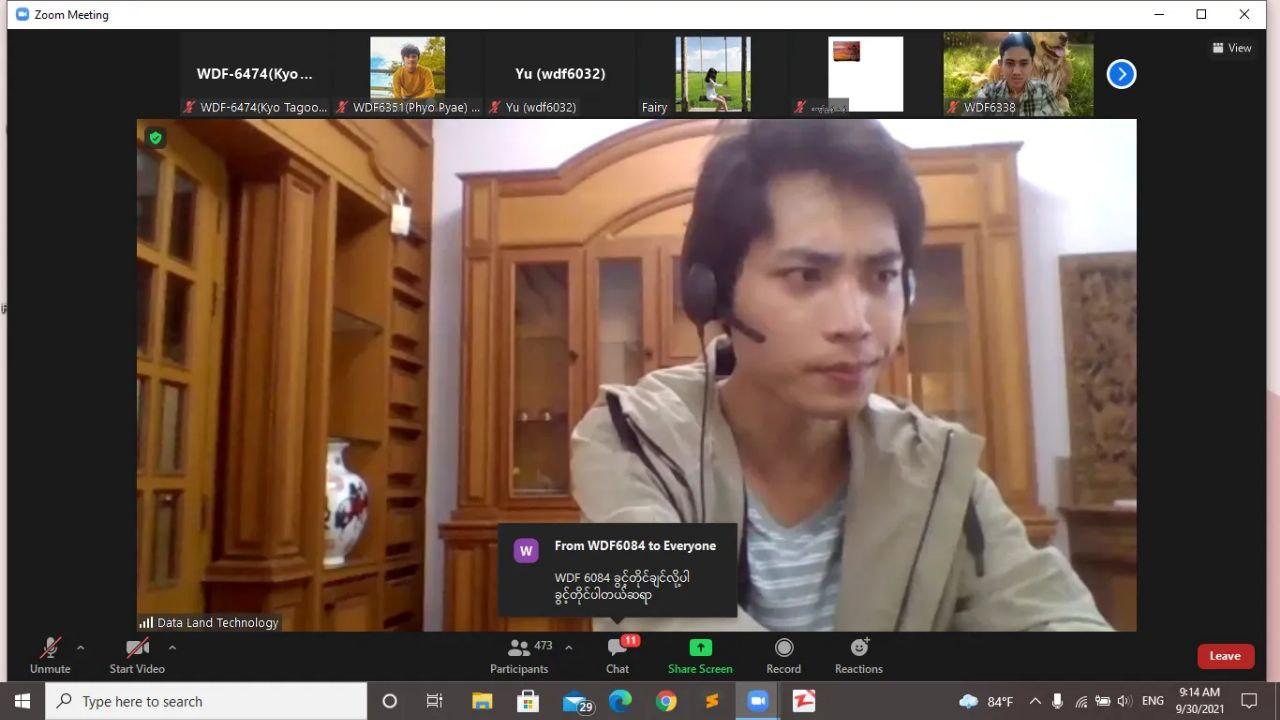 Zoom Meeting
View
WDF-6474(Kyo ...
Yu (wdf6032)
WDF-6474(Kyo Tagoo...
WDF6351(Phyo Pyae) ...
Yu (wdf6032)
Fairy
WDF6338
W
From WDF6084 to Everyone
WDF 6084 ခွင့်တိုင်ချင်လို့ပါ
ခွင့်တိုင်ပါတယ်ဆရာ
Data Land Technology
473
11
Unmute
Start Video
Participants
Chat
Share Screen
Record
Reactions
Leave
Type here to search
29
84°F
ENG
9:14 AM
9/30/2021